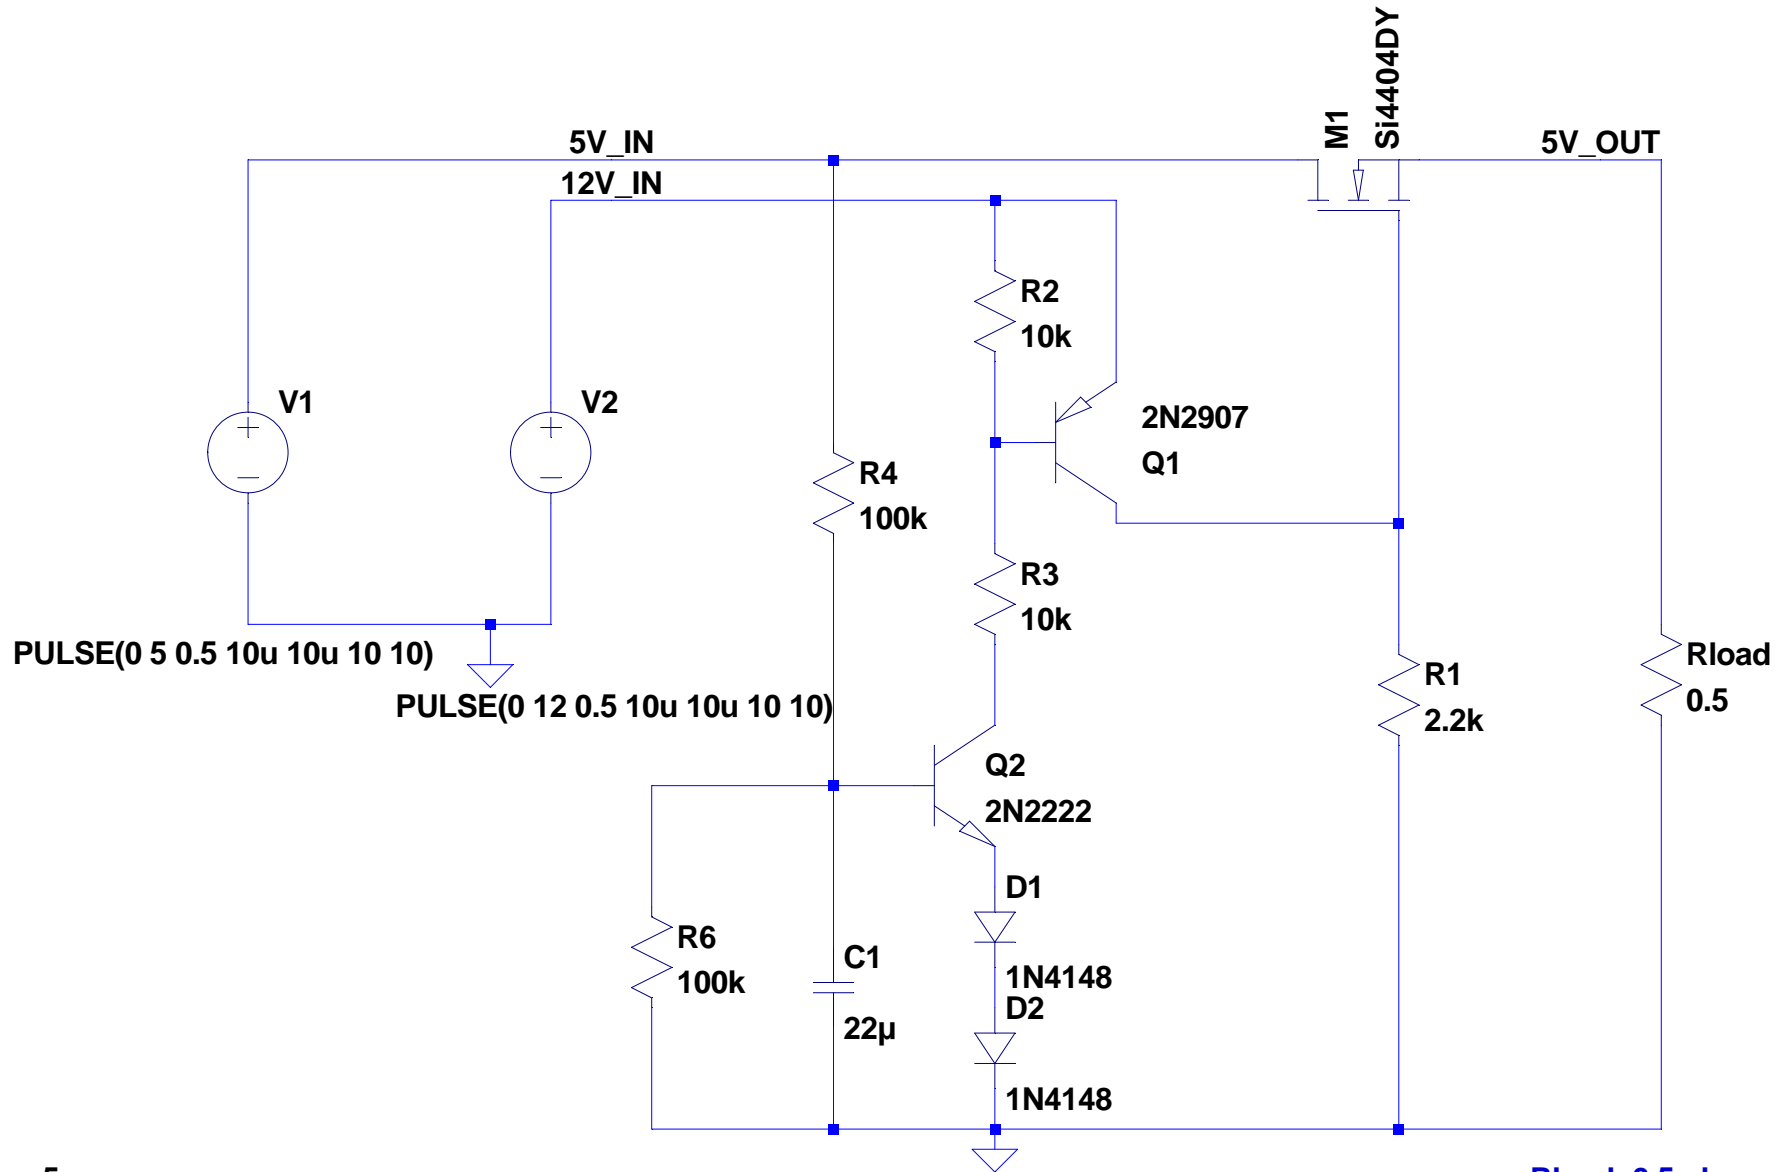 M1
Si4404DY
5V_IN
5V_OUT
12V_IN
R2
10k
V1
V2
2N2907
Q1
R4
100k
R3
10k
PULSE(0 5 0.5 10u 10u 10 10)
PULSE(0 12 0.5 10u 10u 10 10)
Rload
0.5
R1
2.2k
Q2
2N2222
D1
1N4148
R6
100k
C1
22µ
D2
1N4148